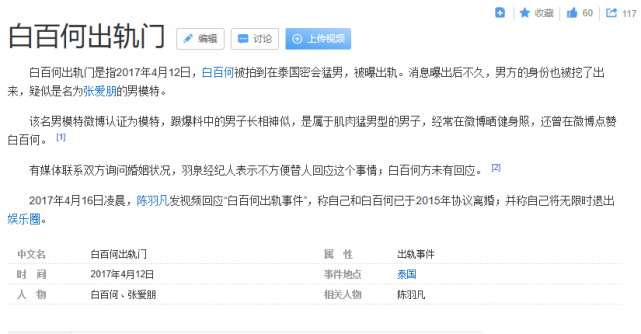 收藏 60 117
白百何出轨门 编辑 讨论 上传视频
白百何出轨门是指2017年4月12日,白百何被拍到在泰国密会猛男,被曝出轨。消息曝出后不久,男方的身份也被挖了出
来,疑似是名为张爱朋的男模特。
该名男模特微博认证为模特,跟爆料中的男子长相神似,是属于肌肉猛男型的男子,经常在微博晒健身照,还曾在微博点赞
白百何。[1]
有媒体联系双方询问婚姻状况,羽泉经纪人表示不方便替人回应这个事情;白百何方未有回应。[2]
2017年4月16日凌晨,陈羽凡发视频回应“白百何出轨事件”,称自己和白百何已于2015年协议离婚;并称自己将无限时退出
娱乐圈。
中文名 白百何出轨门 属 性 出轨事件
时 间 2017年4月12日 事件地点 泰国
人 物 白百何、张爱朋 相关人物 陈羽凡